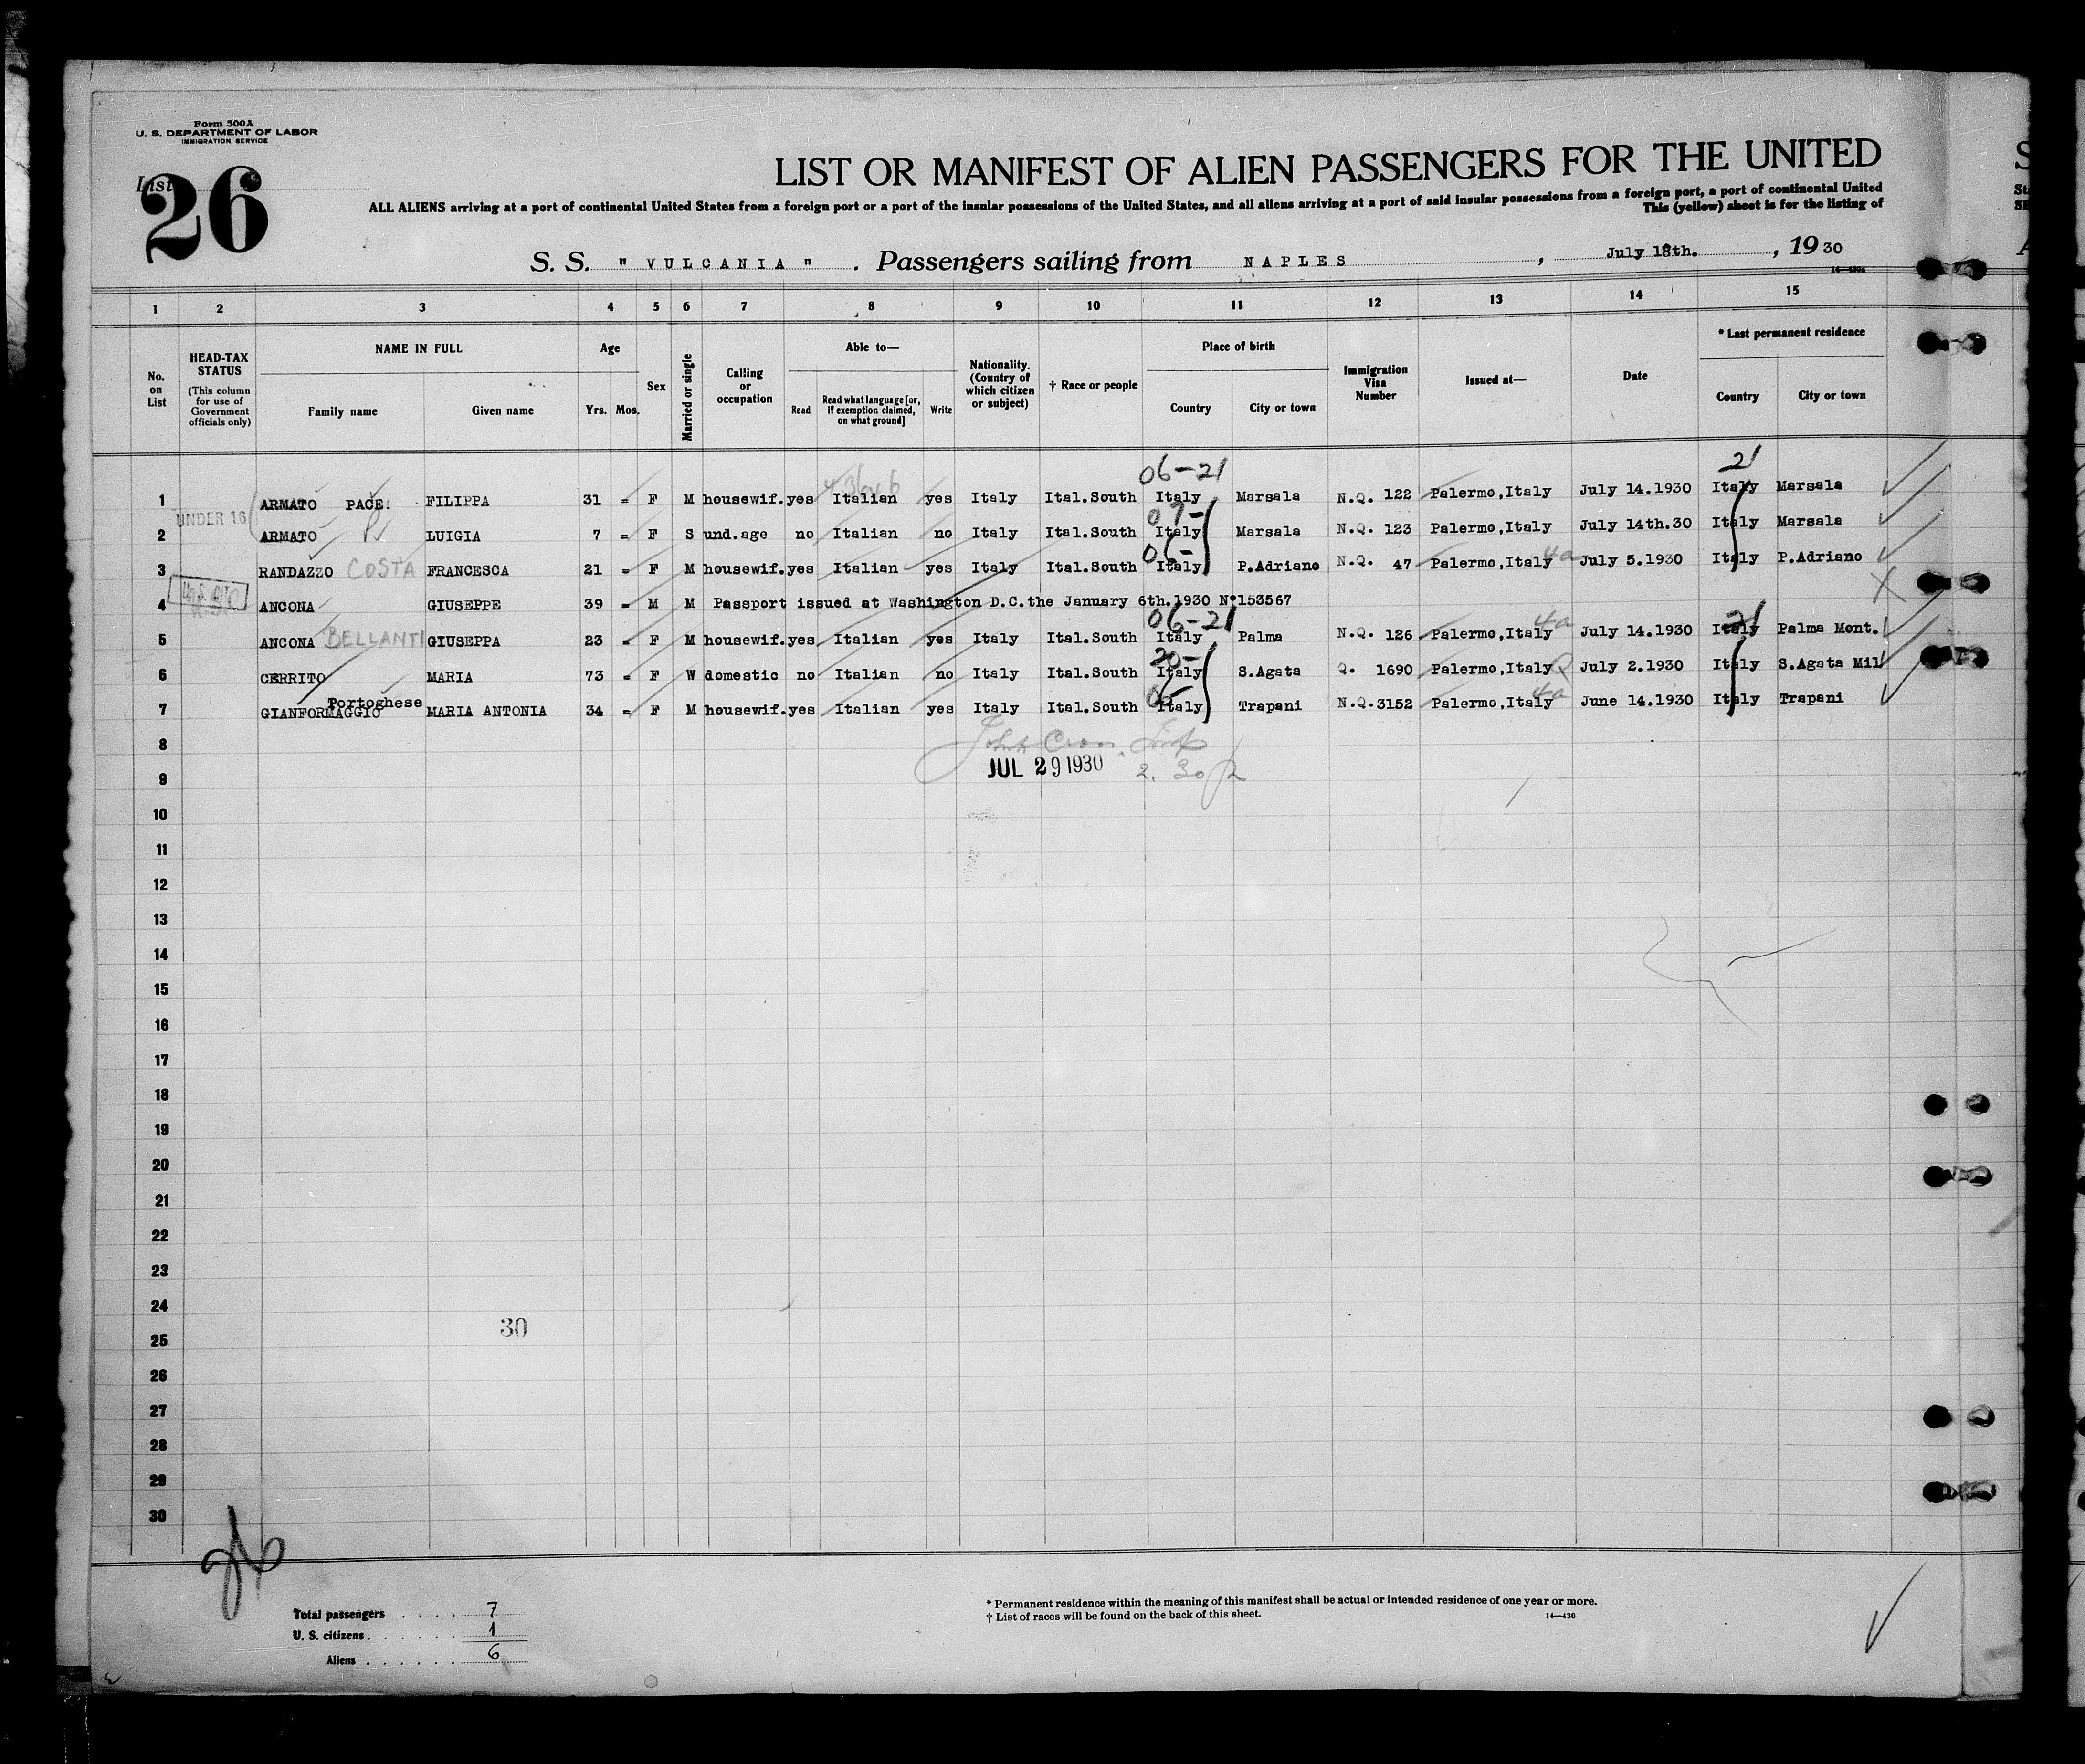 Form 500A
U. S. DEPARTMENT OF LABOR
IMMIGRATION SERVICE
List 26
LIST OR MANIFEST OF ALIEN PASSENGERS FOR THE UNITED
ALL ALIENS arriving at a port of continental United States from a foreign port or a port of the insular possessions of the United States, and all aliens arriving at a port of said insular possessions from a foreign port, a port of continental United
This (yellow) sheet is for the listing of
S. S. " VULCANIA " . Passengers sailing from NAPLES , July 18th. , 1930
1 2 3 4 5 6 7 8 9 10 11 12 13 14 15
No. on List
HEAD-TAX STATUS (This column for use of Government officials only)
NAME IN FULL Family name Given name
Age Yrs. Mos.
Sex
Married or single
Calling or occupation
Able to— Read Read what language [or, if exemption claimed, on what ground] Write
Nationality. (Country of which citizen or subject)
† Race or people
Place of birth Country City or town
Immigration Visa Number
Issued at—
Date
* Last permanent residence Country City or town
06-21 21
1 ARMATO PACE FILIPPA 31 - F M housewif. yes Italian yes Italy Ital.South Italy Marsala N.Q. 122 Palermo,Italy July 14.1930 Italy Marsala
UNDER 16 07-
2 ARMATO P. LUIGIA 7 - F S und.age no Italian no Italy Ital.South Italy Marsala N.Q. 123 Palermo,Italy July 14th.30 Italy Marsala
06-
3 RANDAZZO COSTA FRANCESCA 21 - F M housewif. yes Italian yes Italy Ital.South Italy P.Adriano N.Q. 47 Palermo,Italy 4a July 5.1930 Italy P.Adriano
4 ANCONA GIUSEPPE 39 - M M Passport issued at Washington D.C.the January 6th.1930 N°153567 X
06-21 21
5 ANCONA BELLANTI GIUSEPPA 23 - F M housewif. yes Italian yes Italy Ital.South Italy Palma N.Q. 126 Palermo,Italy 4a July 14.1930 Italy Palma Mont.
20-
6 CERRITO MARIA 73 - F W domestic no Italian no Italy Ital.South Italy S.Agata Q. 1690 Palermo,Italy Q July 2.1930 Italy S.Agata Mil
7 GIANFORMAGGIO Portoghese MARIA ANTONIA 34 - F M housewif. yes Italian yes Italy Ital.South Italy Trapani N.Q.3152 Palermo,Italy 4a June 14.1930 Italy Trapani
8
JUL 29 1930
9
10
11
12
13
14
15
16
17
18
19
20
21
22
23
24
30
25
26
27
28
29
30
Total passengers . . . . 7
U. S. citizens . . . . . . 1
Aliens . . . . . . 6
* Permanent residence within the meaning of this manifest shall be actual or intended residence of one year or more.
† List of races will be found on the back of this sheet. 14—430